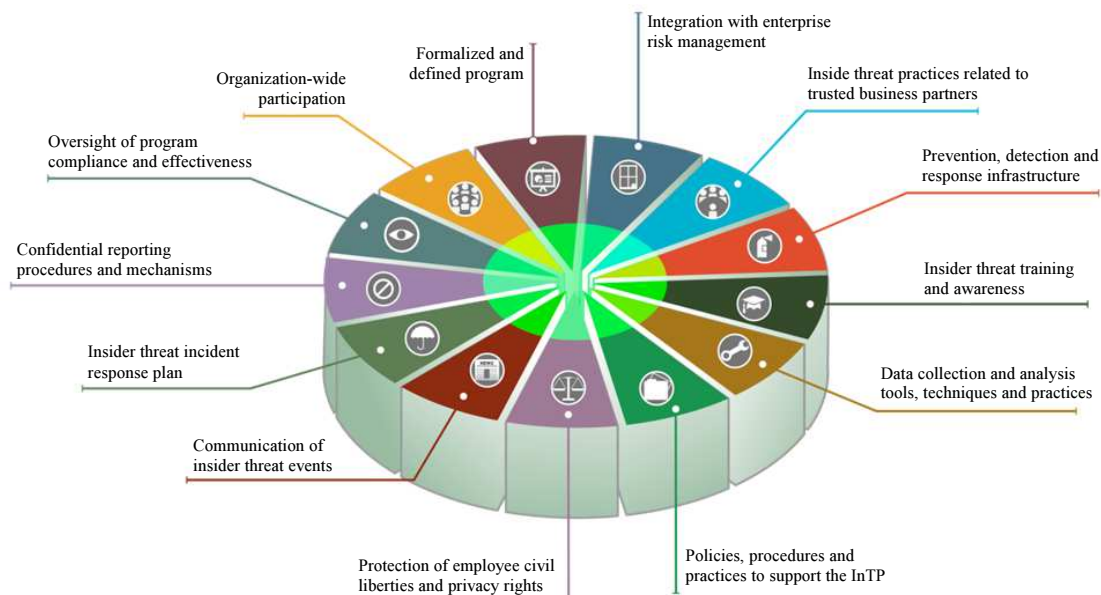 Integration with enterprise
risk management
Formalized and
defined program
Inside threat practices related to
trusted business partners
Organization-wide
participation
Oversight of program
compliance and effectiveness
Prevention, detection and
response infrastructure
Confidential reporting
procedures and mechanisms
Insider threat training
and awareness
Insider threat incident
response plan
Data collection and analysis
tools, techniques and practices
Communication of
insider threat events
Protection of employee civil
liberties and privacy rights
Policies, procedures and
practices to support the InTP
NEWS